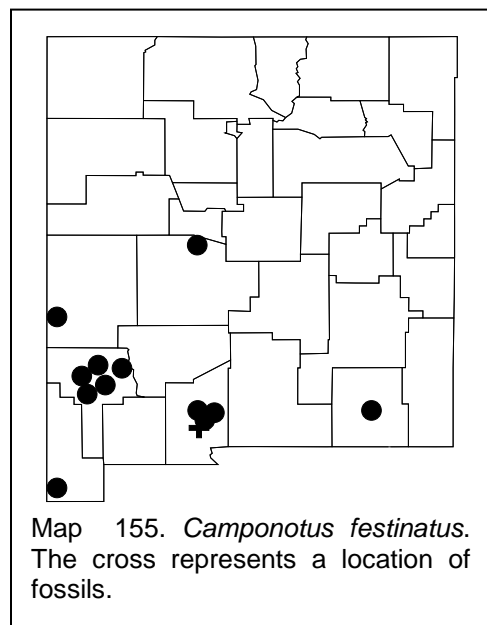 Map 155. Camponotus festinatus.
The cross represents a location of
fossils.